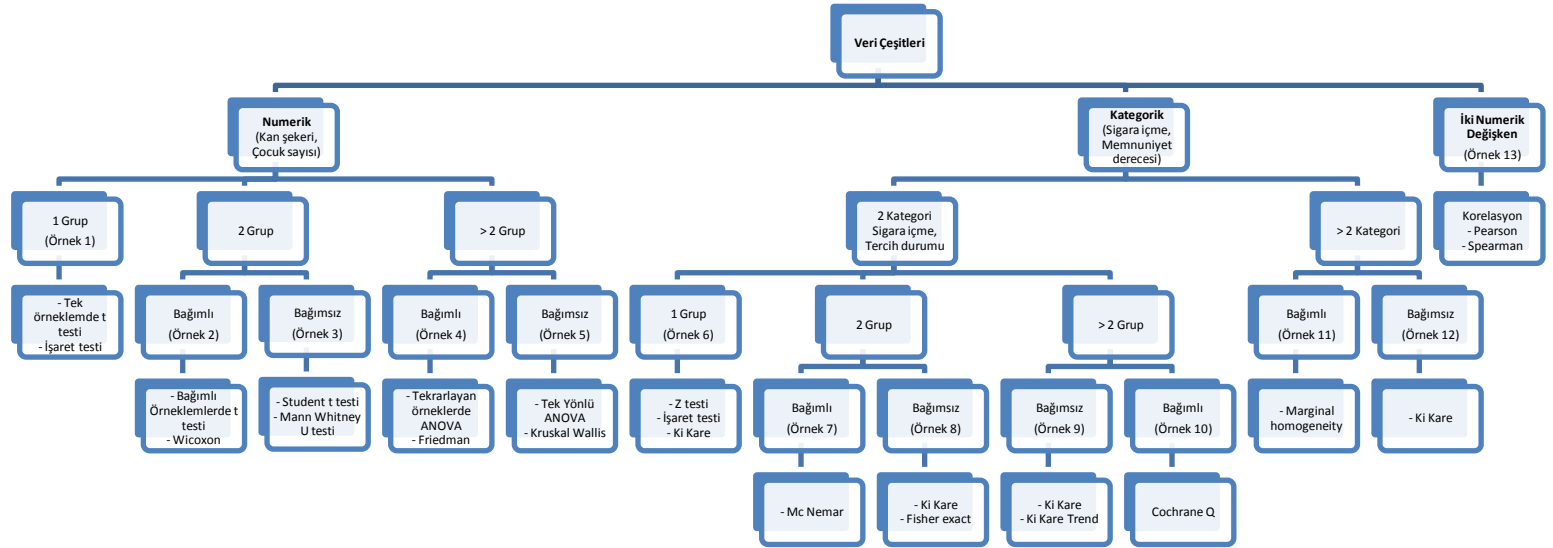 Veri Çeşitleri
Numerik
(Kan şekeri,
Çocuk sayısı)
Kategorik
(Sigara içme,
Memnuniyet
derecesi)
İki Numerik
Değişken
(Örnek 13)
1 Grup
(Örnek 1)
2 Grup
> 2 Grup
2 Kategori
Sigara içme,
Tercih durumu
> 2 Kategori
Korelasyon
- Pearson
- Spearman
- Tek
örneklemde t
testi
- İşaret testi
Bağımlı
(Örnek 2)
Bağımsız
(Örnek 3)
Bağımlı
(Örnek 4)
Bağımsız
(Örnek 5)
1 Grup
(Örnek 6)
2 Grup
> 2 Grup
Bağımlı
(Örnek 11)
Bağımsız
(Örnek 12)
- Bağımlı
Örneklemlerde t
testi
- Wicoxon
- Student t testi
- Mann Whitney
U testi
- Tekrarlayan
örneklerde
ANOVA
- Friedman
- Tek Yönlü
ANOVA
- Kruskal Wallis
- Z testi
- İşaret testi
- Ki Kare
Bağımlı
(Örnek 7)
Bağımsız
(Örnek 8)
Bağımsız
(Örnek 9)
Bağımlı
(Örnek 10)
- Marginal
homogeneity
- Ki Kare
- Mc Nemar
- Ki Kare
- Fisher exact
- Ki Kare
- Ki Kare Trend
Cochrane Q